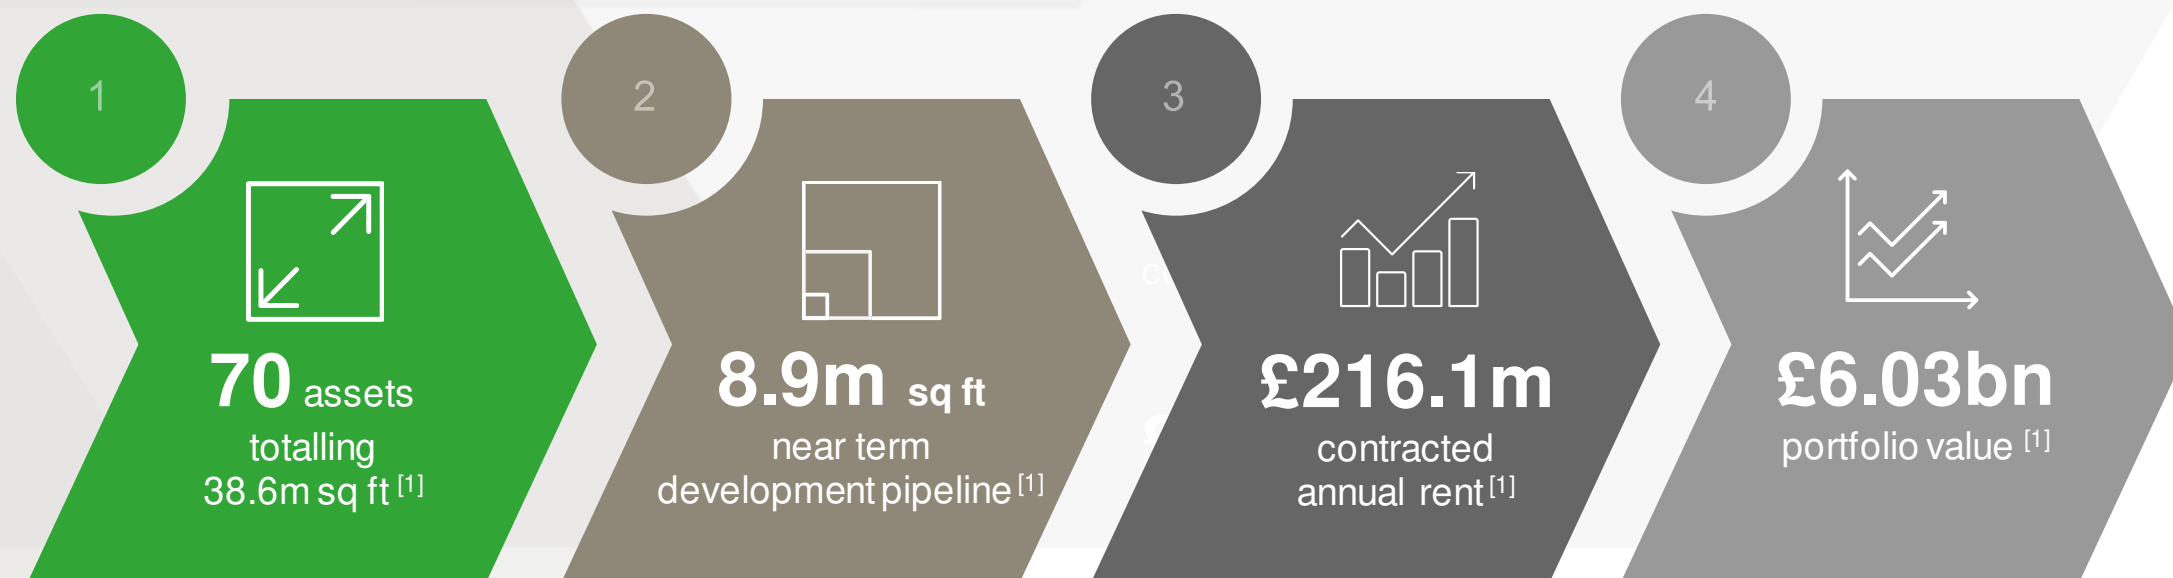 1
70 assets
totalling
38.6m sq ft [1]
2
8.9m sq ft
near term
development pipeline [1]
3
£216.1m
contracted
annual rent [1]
4
£6.03bn
portfolio value [1]